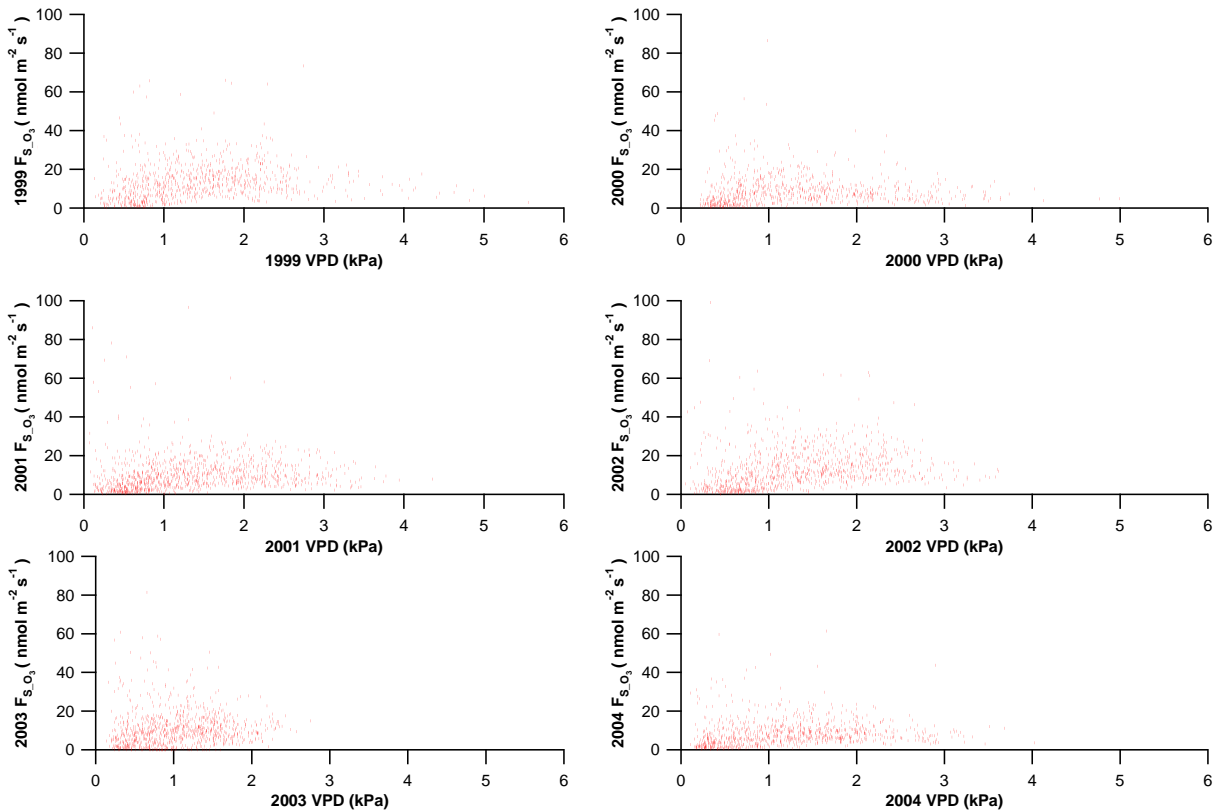 100
80
60
40
20
0
1999 F_S_O3 ( nmol m-2 s-1 )
0 1 2 3 4 5 6
1999 VPD (kPa)
100
80
60
40
20
0
2000 F_S_O3 ( nmol m-2 s-1 )
0 1 2 3 4 5 6
2000 VPD (kPa)
100
80
60
40
20
0
2001 F_S_O3 ( nmol m-2 s-1 )
0 1 2 3 4 5 6
2001 VPD (kPa)
100
80
60
40
20
0
2002 F_S_O3 ( nmol m-2 s-1 )
0 1 2 3 4 5 6
2002 VPD (kPa)
100
80
60
40
20
0
2003 F_S_O3 ( nmol m-2 s-1 )
0 1 2 3 4 5 6
2003 VPD (kPa)
100
80
60
40
20
0
2004 F_S_O3 ( nmol m-2 s-1 )
0 1 2 3 4 5 6
2004 VPD (kPa)